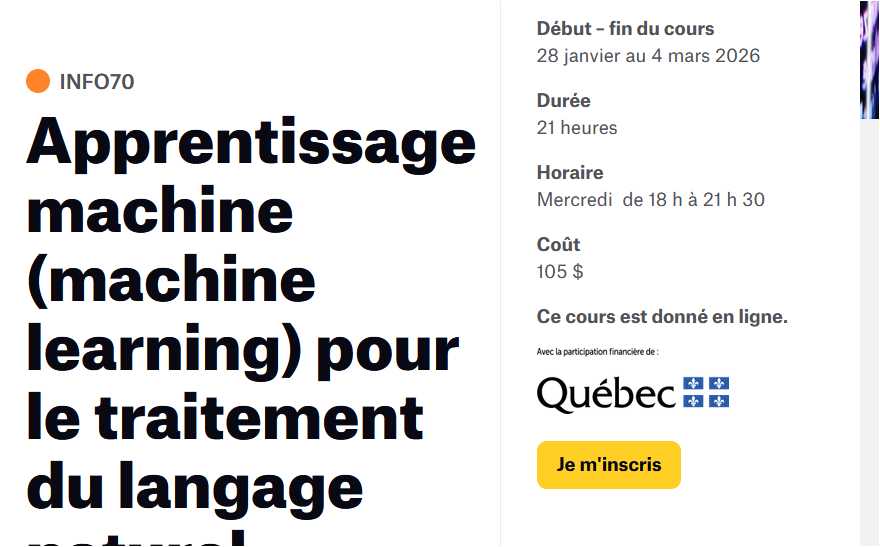 INFO70
Apprentissage
machine
(machine
learning) pour
le traitement
du langage
naturel
Début – fin du cours
28 janvier au 4 mars 2026
Durée
21 heures
Horaire
Mercredi  de 18 h à 21 h 30
Coût
105 $
Ce cours est donné en ligne.
Avec la participation financière de :
Québec
Je m'inscris